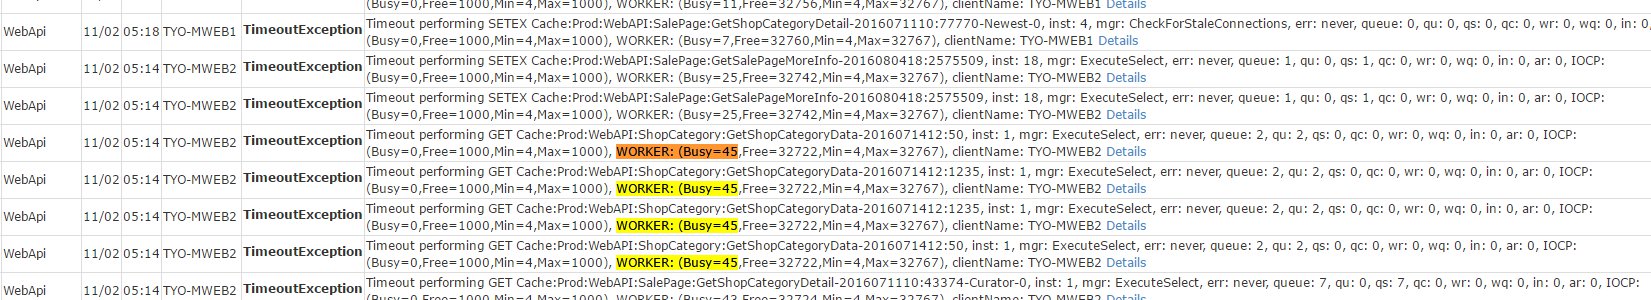 (Busy=0,Free=1000,Min=4,Max=1000), WORKER: (Busy=11,Free=32756,Min=4,Max=32767), clientName: TYO-MWEB1 Details
WebApi 11/02 05:18 TYO-MWEB1 TimeoutException Timeout performing SETEX Cache:Prod:WebAPI:SalePage:GetShopCategoryDetail-2016071110:77770-Newest-0, inst: 4, mgr: CheckForStaleConnections, err: never, queue: 0, qu: 0, qs: 0, qc: 0, wr: 0, wq: 0, in: 0,
(Busy=0,Free=1000,Min=4,Max=1000), WORKER: (Busy=7,Free=32760,Min=4,Max=32767), clientName: TYO-MWEB1 Details
WebApi 11/02 05:14 TYO-MWEB2 TimeoutException Timeout performing SETEX Cache:Prod:WebAPI:SalePage:GetSalePageMoreInfo-2016080418:2575509, inst: 18, mgr: ExecuteSelect, err: never, queue: 1, qu: 0, qs: 1, qc: 0, wr: 0, wq: 0, in: 0, ar: 0, IOCP:
(Busy=0,Free=1000,Min=4,Max=1000), WORKER: (Busy=25,Free=32742,Min=4,Max=32767), clientName: TYO-MWEB2 Details
WebApi 11/02 05:14 TYO-MWEB2 TimeoutException Timeout performing SETEX Cache:Prod:WebAPI:SalePage:GetSalePageMoreInfo-2016080418:2575509, inst: 18, mgr: ExecuteSelect, err: never, queue: 1, qu: 0, qs: 1, qc: 0, wr: 0, wq: 0, in: 0, ar: 0, IOCP:
(Busy=0,Free=1000,Min=4,Max=1000), WORKER: (Busy=25,Free=32742,Min=4,Max=32767), clientName: TYO-MWEB2 Details
WebApi 11/02 05:14 TYO-MWEB2 TimeoutException Timeout performing GET Cache:Prod:WebAPI:ShopCategory:GetShopCategoryData-2016071412:50, inst: 1, mgr: ExecuteSelect, err: never, queue: 2, qu: 2, qs: 0, qc: 0, wr: 0, wq: 0, in: 0, ar: 0, IOCP:
(Busy=0,Free=1000,Min=4,Max=1000), WORKER: (Busy=45,Free=32722,Min=4,Max=32767), clientName: TYO-MWEB2 Details
WebApi 11/02 05:14 TYO-MWEB2 TimeoutException Timeout performing GET Cache:Prod:WebAPI:ShopCategory:GetShopCategoryData-2016071412:1235, inst: 1, mgr: ExecuteSelect, err: never, queue: 2, qu: 2, qs: 0, qc: 0, wr: 0, wq: 0, in: 0, ar: 0, IOCP:
(Busy=0,Free=1000,Min=4,Max=1000), WORKER: (Busy=45,Free=32722,Min=4,Max=32767), clientName: TYO-MWEB2 Details
WebApi 11/02 05:14 TYO-MWEB2 TimeoutException Timeout performing GET Cache:Prod:WebAPI:ShopCategory:GetShopCategoryData-2016071412:1235, inst: 1, mgr: ExecuteSelect, err: never, queue: 2, qu: 2, qs: 0, qc: 0, wr: 0, wq: 0, in: 0, ar: 0, IOCP:
(Busy=0,Free=1000,Min=4,Max=1000), WORKER: (Busy=45,Free=32722,Min=4,Max=32767), clientName: TYO-MWEB2 Details
WebApi 11/02 05:14 TYO-MWEB2 TimeoutException Timeout performing GET Cache:Prod:WebAPI:ShopCategory:GetShopCategoryData-2016071412:50, inst: 1, mgr: ExecuteSelect, err: never, queue: 2, qu: 2, qs: 0, qc: 0, wr: 0, wq: 0, in: 0, ar: 0, IOCP:
(Busy=0,Free=1000,Min=4,Max=1000), WORKER: (Busy=45,Free=32722,Min=4,Max=32767), clientName: TYO-MWEB2 Details
WebApi 11/02 05:14 TYO-MWEB2 TimeoutException Timeout performing GET Cache:Prod:WebAPI:SalePage:GetShopCategoryDetail-2016071110:43374-Curator-0, inst: 1, mgr: ExecuteSelect, err: never, queue: 7, qu: 0, qs: 7, qc: 0, wr: 0, wq: 0, in: 0, ar: 0, IOCP:
(Busy=0,Free=1000,Min=4,Max=1000), WORKER: (Busy=43,Free=32724,Min=4,Max=32767), clientName: TYO-MWEB2 Details